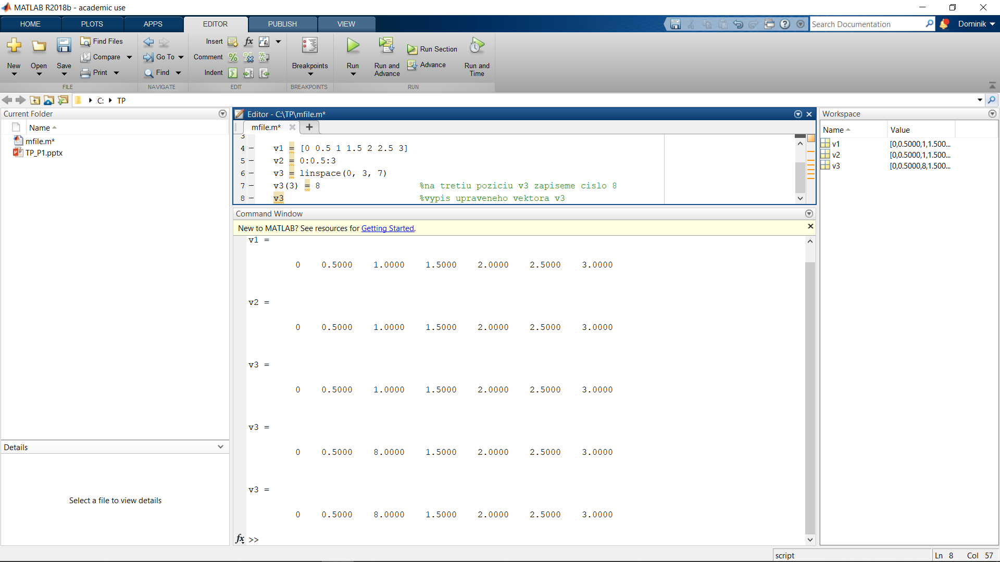 MATLAB R2018b - academic use
HOME PLOTS APPS EDITOR PUBLISH VIEW
Search Documentation
Dominik
New
Open
Save
Find Files
Compare
Print
FILE
Go To
Find
NAVIGATE
Insert
Comment
Indent
EDIT
Breakpoints
BREAKPOINTS
Run
Run and Advance
Run Section
Advance
Run and Time
RUN
C: TP
Current Folder
Name
mfile.m*
TP_P1.pptx
Details
Select a file to view details
Editor - C:\TP\mfile.m*
mfile.m*
3
4 – v1 = [0 0.5 1 1.5 2 2.5 3]
5 – v2 = 0:0.5:3
6 – v3 = linspace(0, 3, 7)
7 – v3(3) = 8 %na tretiu poziciu v3 zapiseme cislo 8
8 – v3 %vypis upraveneho vektora v3
Command Window
New to MATLAB? See resources for Getting Started.
v1 =
0 0.5000 1.0000 1.5000 2.0000 2.5000 3.0000
v2 =
0 0.5000 1.0000 1.5000 2.0000 2.5000 3.0000
v3 =
0 0.5000 1.0000 1.5000 2.0000 2.5000 3.0000
v3 =
0 0.5000 8.0000 1.5000 2.0000 2.5000 3.0000
v3 =
0 0.5000 8.0000 1.5000 2.0000 2.5000 3.0000
fx >>
Workspace
Name Value
v1 [0,0.5000,1,1.500...
v2 [0,0.5000,1,1.500...
v3 [0,0.5000,8,1.500...
script
Ln 8 Col 57